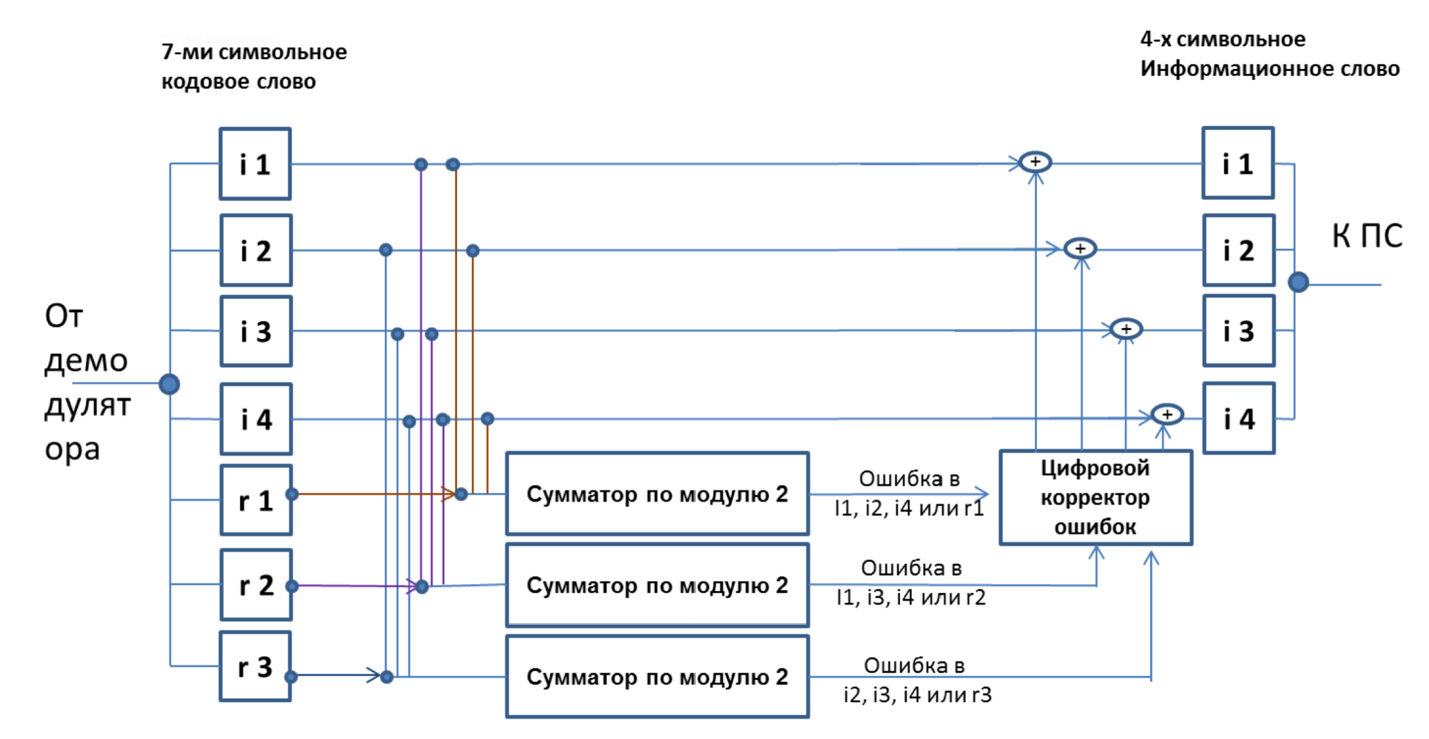 7-ми символьное
кодовое слово
4-х символьное
Информационное слово
i 1
+
i 1
i 2
+
i 2
К ПС
От
демо
дулят
ора
i 3
+
i 3
i 4
+
i 4
r 1
Сумматор по модулю 2
Ошибка в
I1, i2, i4 или r1
Цифровой
корректор
ошибок
r 2
Сумматор по модулю 2
Ошибка в
I1, i3, i4 или r2
r 3
Сумматор по модулю 2
Ошибка в
i2, i3, i4 или r3